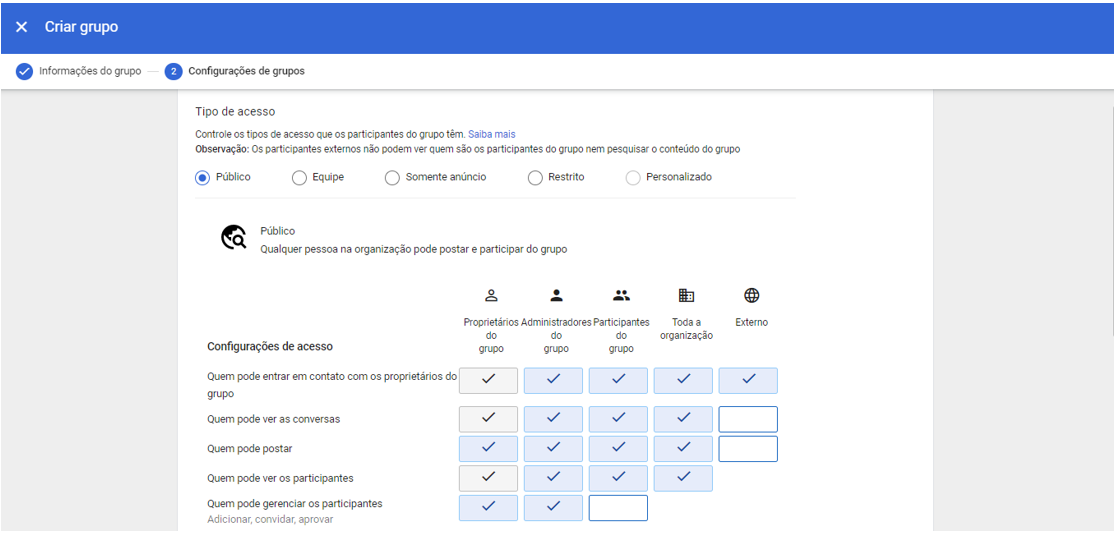 Criar grupo
Informações do grupo
2 Configurações de grupos
Tipo de acesso
Controle os tipos de acesso que os participantes do grupo têm. Saiba mais
Observação: Os participantes externos não podem ver quem são os participantes do grupo nem pesquisar o conteúdo do grupo
Público Equipe Somente anúncio Restrito Personalizado
Público
Qualquer pessoa na organização pode postar e participar do grupo
Proprietários Administradores Participantes Toda a Externo
do do do organização
grupo grupo grupo
Configurações de acesso
Quem pode entrar em contato com os proprietários do
grupo
Quem pode ver as conversas
Quem pode postar
Quem pode ver os participantes
Quem pode gerenciar os participantes
Adicionar, convidar, aprovar